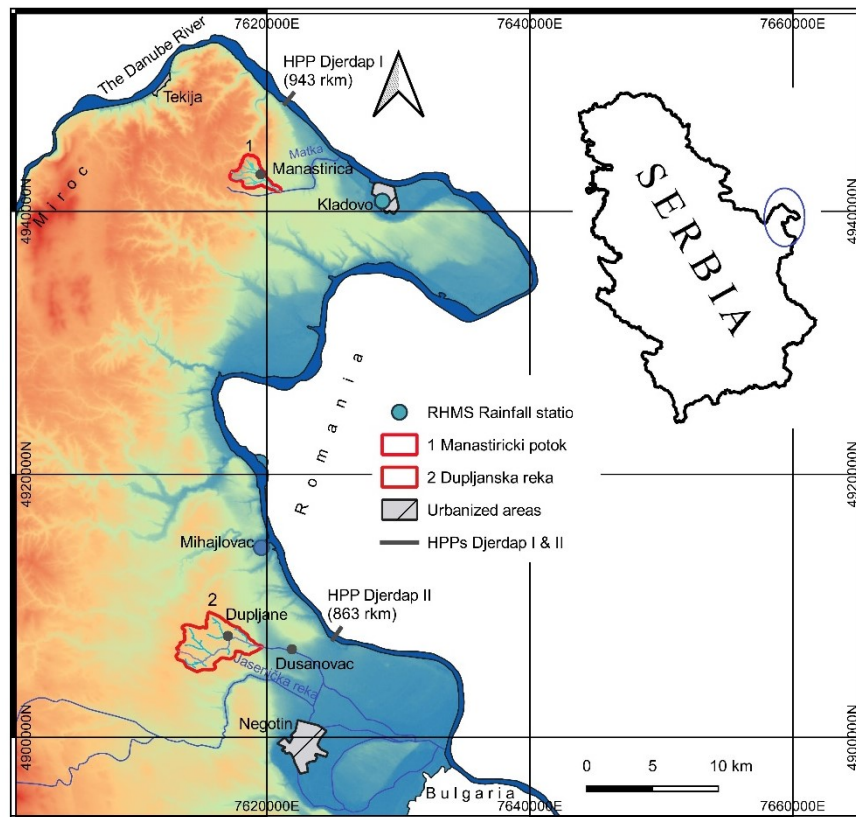 7620000E
7640000E
7660000E
The Danube River
HPP Djerdap I
(943 rkm)
Tekija
1
Matka
Manastirica
Miroc
Kladovo
4940000N
4940000N
SERBIA
Romania
RHMS Rainfall statio
1 Manastiricki potok
2 Dupljanska reka
Urbanized areas
HPPs Djerdap I & II
4920000N
4920000N
Mihajlovac
HPP Djerdap II
(863 rkm)
2
Dupljane
Dusanovac
Jasenička reka
Negotin
4900000N
4900000N
0 5 10 km
Bulgaria
7620000E
7640000E
7660000E